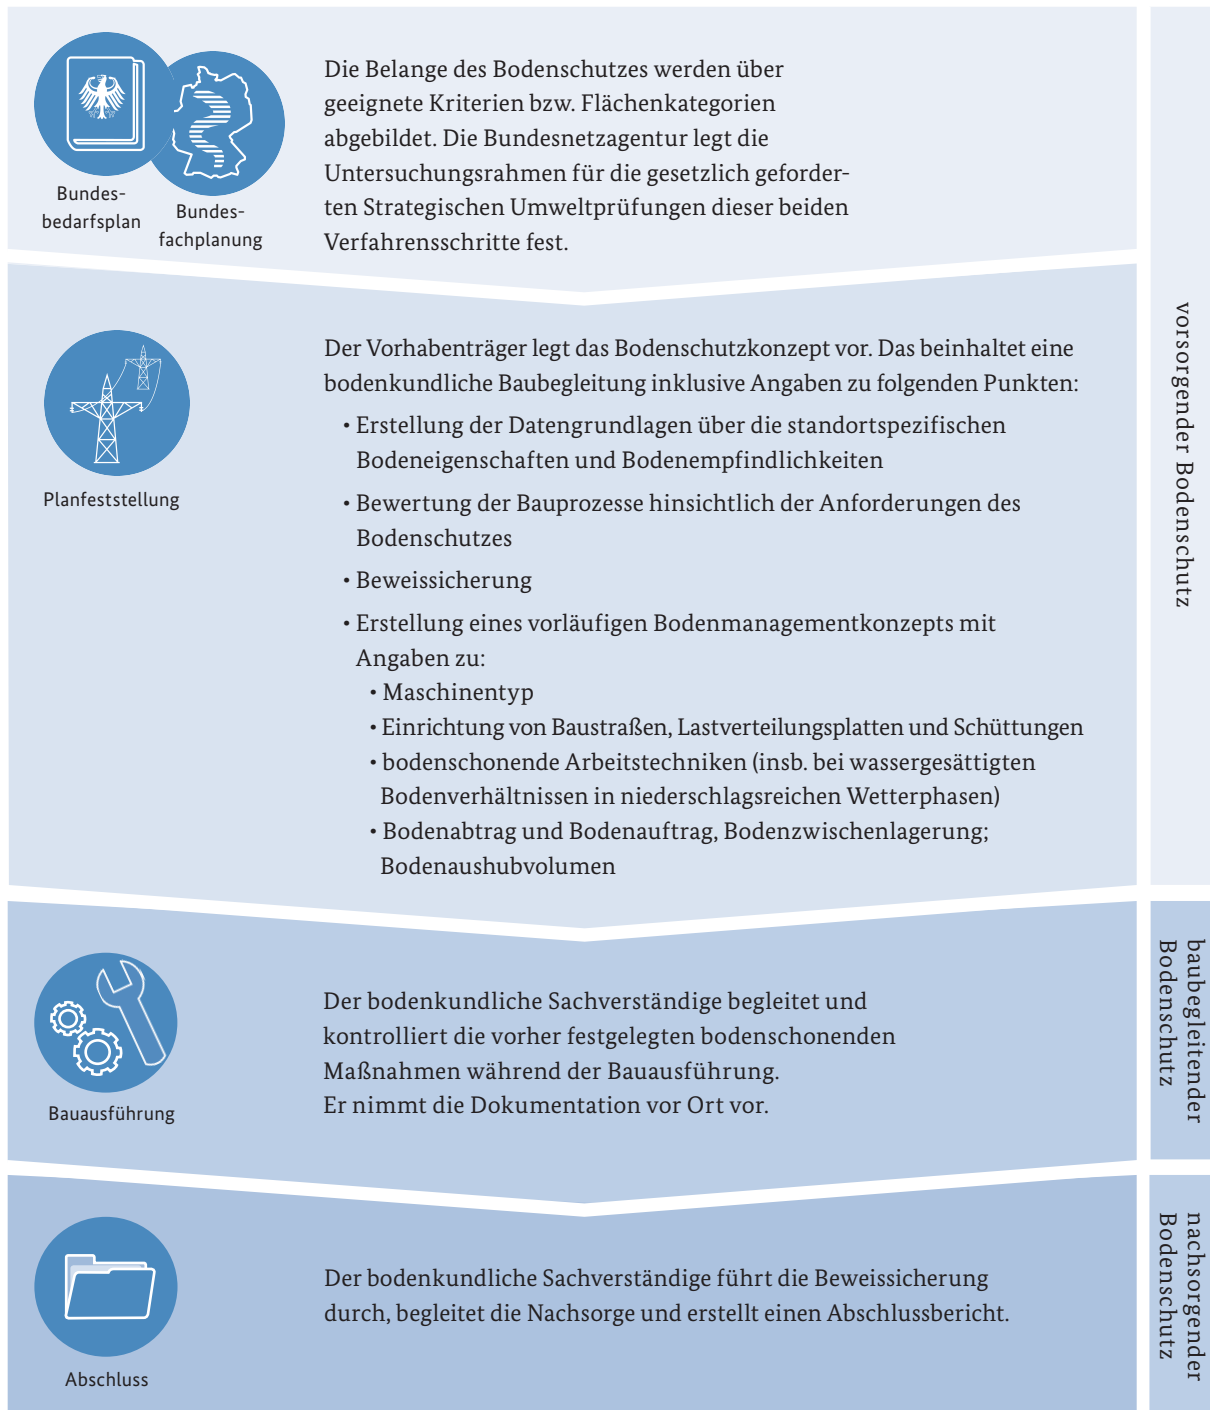 Bundes-
bedarfsplan
Bundes-
fachplanung
Die Belange des Bodenschutzes werden über
geeignete Kriterien bzw. Flächenkategorien
abgebildet. Die Bundesnetzagentur legt die
Untersuchungsrahmen für die gesetzlich geforder-
ten Strategischen Umweltprüfungen dieser beiden
Verfahrensschritte fest.
Planfeststellung
Der Vorhabenträger legt das Bodenschutzkonzept vor. Das beinhaltet eine
bodenkundliche Baubegleitung inklusive Angaben zu folgenden Punkten:
• Erstellung der Datengrundlagen über die standortspezifischen
Bodeneigenschaften und Bodenempfindlichkeiten
• Bewertung der Bauprozesse hinsichtlich der Anforderungen des
Bodenschutzes
• Beweissicherung
• Erstellung eines vorläufigen Bodenmanagementkonzepts mit
Angaben zu:
• Maschinentyp
• Einrichtung von Baustraßen, Lastverteilungsplatten und Schüttungen
• bodenschonende Arbeitstechniken (insb. bei wassergesättigten
Bodenverhältnissen in niederschlagsreichen Wetterphasen)
• Bodenabtrag und Bodenauftrag, Bodenzwischenlagerung;
Bodenaushubvolumen
vorsorgender Bodenschutz
Bauausführung
Der bodenkundliche Sachverständige begleitet und
kontrolliert die vorher festgelegten bodenschonenden
Maßnahmen während der Bauausführung.
Er nimmt die Dokumentation vor Ort vor.
baubegleitender
Bodenschutz
Abschluss
Der bodenkundliche Sachverständige führt die Beweissicherung
durch, begleitet die Nachsorge und erstellt einen Abschlussbericht.
nachsorgender
Bodenschutz